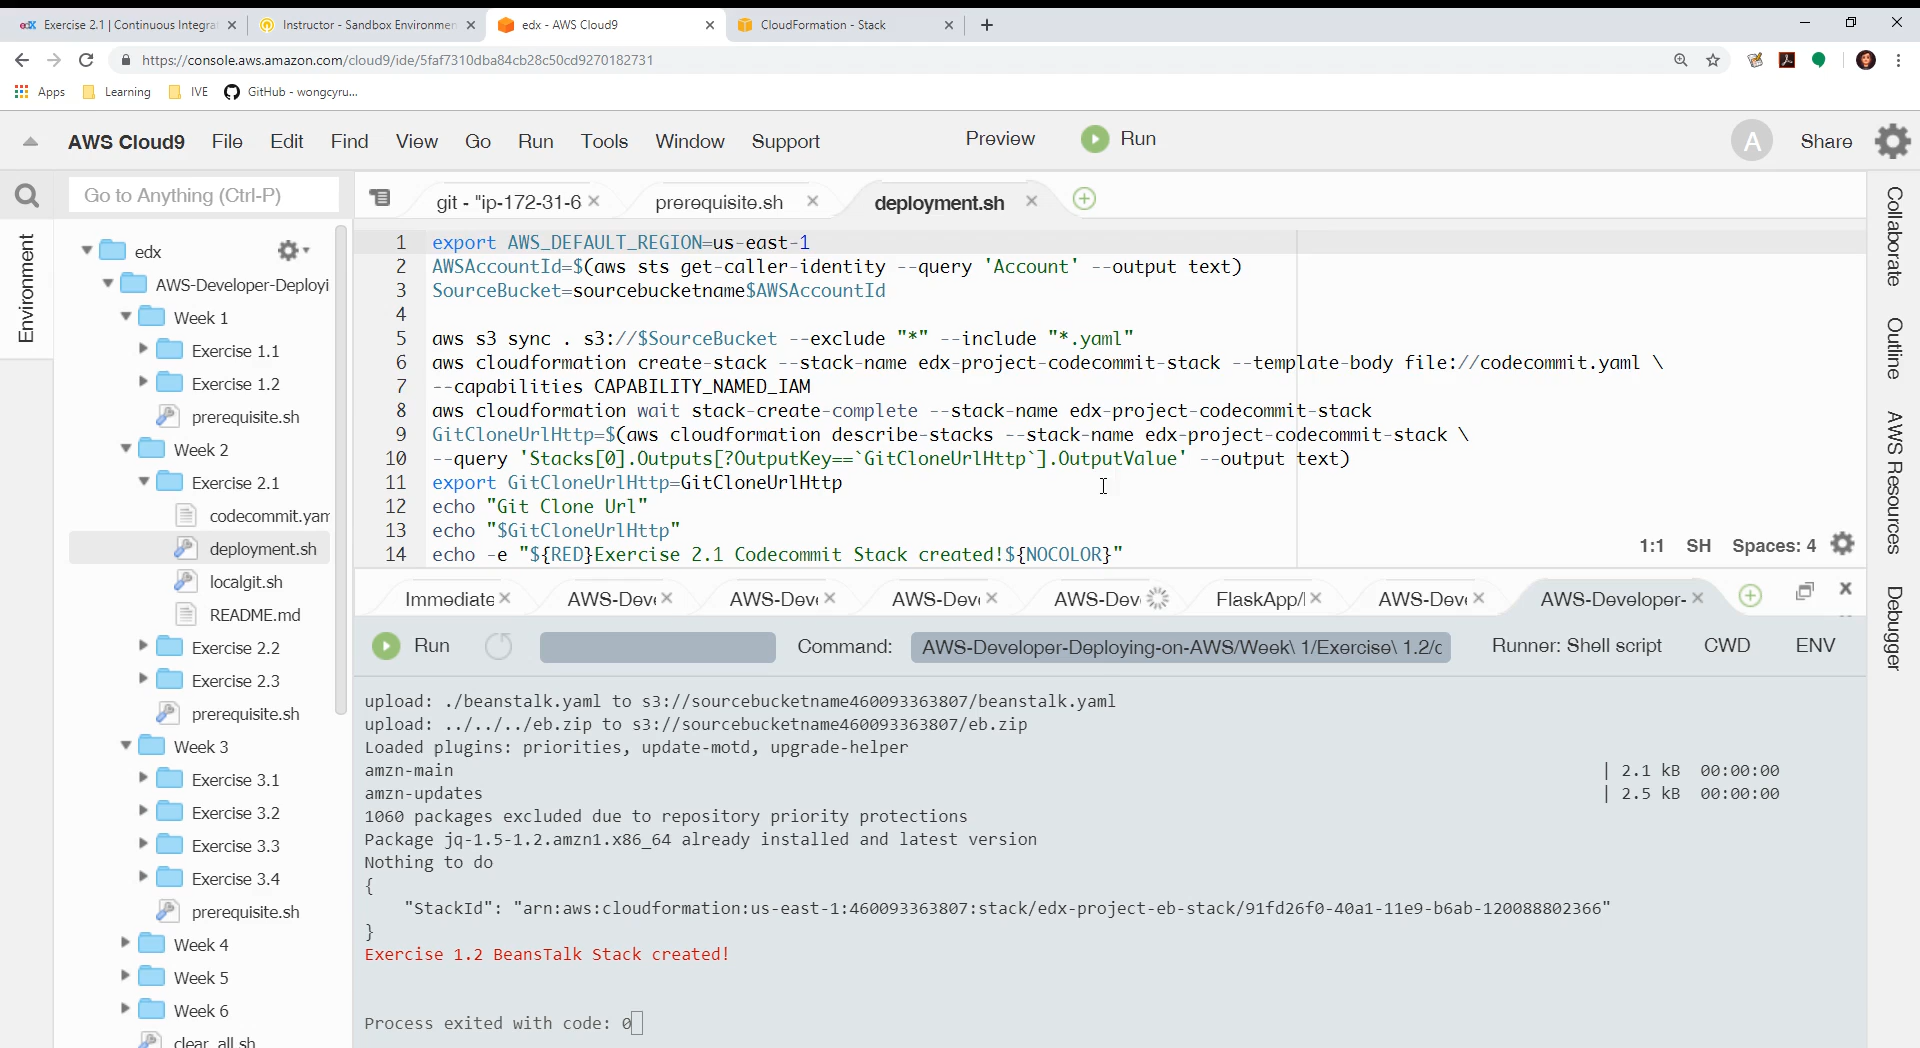 Exercise 2.1 | Continuous Integrat
Instructor - Sandbox Environmen
edx - AWS Cloud9
CloudFormation - Stack
https://console.aws.amazon.com/cloud9/ide/5faf7310dba84cb28c50cd9270182731
Apps
Learning
IVE
GitHub - wongcyru...
AWS Cloud9 File Edit Find View Go Run Tools Window Support Preview Run
A
Share
Go to Anything (Ctrl-P)
git - "ip-172-31-6
prerequisite.sh
deployment.sh
Environment
edx
AWS-Developer-Deployi
Week 1
Exercise 1.1
Exercise 1.2
prerequisite.sh
Week 2
Exercise 2.1
codecommit.yam
deployment.sh
localgit.sh
README.md
Exercise 2.2
Exercise 2.3
prerequisite.sh
Week 3
Exercise 3.1
Exercise 3.2
Exercise 3.3
Exercise 3.4
prerequisite.sh
Week 4
Week 5
Week 6
clear_all.sh
1 export AWS_DEFAULT_REGION=us-east-1
2 AWSAccountId=$(aws sts get-caller-identity --query 'Account' --output text)
3 SourceBucket=sourcebucketname$AWSAccountId
4
5 aws s3 sync . s3://$SourceBucket --exclude "*" --include "*.yaml"
6 aws cloudformation create-stack --stack-name edx-project-codecommit-stack --template-body file://codecommit.yaml \
7 --capabilities CAPABILITY_NAMED_IAM
8 aws cloudformation wait stack-create-complete --stack-name edx-project-codecommit-stack
9 GitCloneUrlHttp=$(aws cloudformation describe-stacks --stack-name edx-project-codecommit-stack \
10 --query 'Stacks[0].Outputs[?OutputKey==`GitCloneUrlHttp`].OutputValue' --output text)
11 export GitCloneUrlHttp=GitCloneUrlHttp
12 echo "Git Clone Url"
13 echo "$GitCloneUrlHttp"
14 echo -e "${RED}Exercise 2.1 Codecommit Stack created!${NOCOLOR}"
1:1 SH Spaces: 4
Collaborate
Outline
AWS Resources
Debugger
Immediate
AWS-Deve
AWS-Deve
AWS-Deve
AWS-Dev
FlaskApp/l
AWS-Deve
AWS-Developer-
Run
Command:
AWS-Developer-Deploying-on-AWS/Week\ 1/Exercise\ 1.2/c
Runner: Shell script
CWD
ENV
upload: ./beanstalk.yaml to s3://sourcebucketname460093363807/beanstalk.yaml
upload: ../../../eb.zip to s3://sourcebucketname460093363807/eb.zip
Loaded plugins: priorities, update-motd, upgrade-helper
amzn-main | 2.1 kB 00:00:00
amzn-updates | 2.5 kB 00:00:00
1060 packages excluded due to repository priority protections
Package jq-1.5-1.2.amzn1.x86_64 already installed and latest version
Nothing to do
{
"StackId": "arn:aws:cloudformation:us-east-1:460093363807:stack/edx-project-eb-stack/91fd26f0-40a1-11e9-b6ab-120088802366"
}
Exercise 1.2 BeansTalk Stack created!
Process exited with code: 0